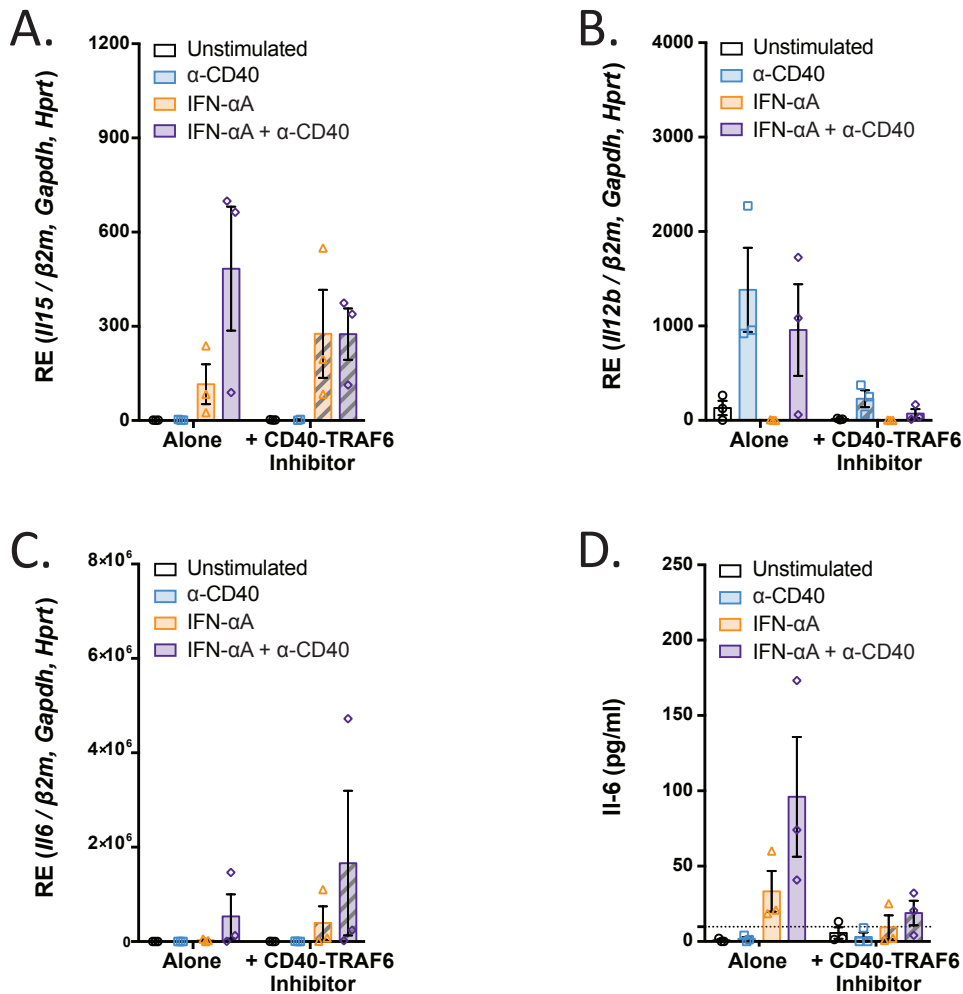 A.
RE (Il15 / β2m, Gapdh, Hprt)
1200
900
600
300
0
Unstimulated
α-CD40
IFN-αA
IFN-αA + α-CD40
Alone
+ CD40-TRAF6
Inhibitor
B.
RE (Il12b / β2m, Gapdh, Hprt)
4000
3000
2000
1000
0
Unstimulated
α-CD40
IFN-αA
IFN-αA + α-CD40
Alone
+ CD40-TRAF6
Inhibitor
C.
RE (Il6 / β2m, Gapdh, Hprt)
8×10⁶
6×10⁶
4×10⁶
2×10⁶
0
Unstimulated
α-CD40
IFN-αA
IFN-αA + α-CD40
Alone
+ CD40-TRAF6
Inhibitor
D.
Il-6 (pg/ml)
250
200
150
100
50
0
Unstimulated
α-CD40
IFN-αA
IFN-αA + α-CD40
Alone
+ CD40-TRAF6
Inhibitor